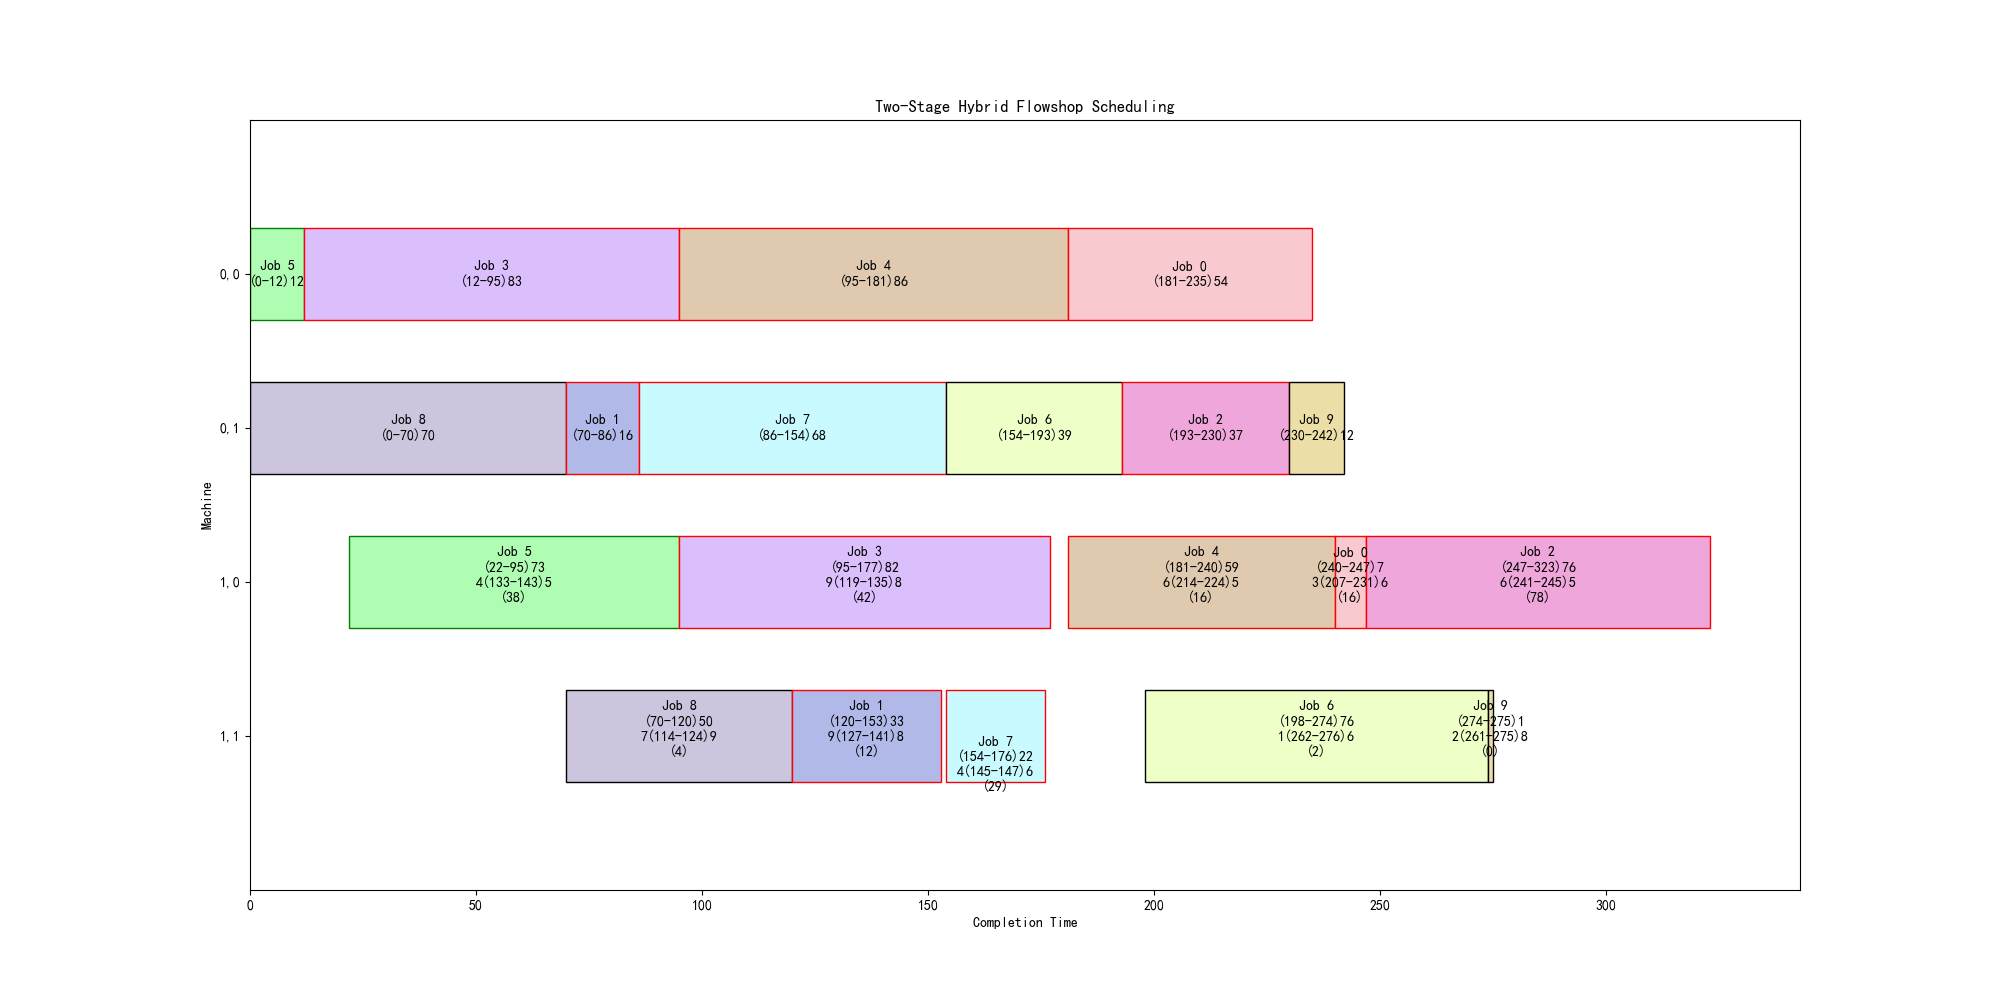 Two-Stage Hybrid Flowshop Scheduling
Machine
0,0
Job 5
(0-12)12
Job 3
(12-95)83
Job 4
(95-181)86
Job 0
(181-235)54
0,1
Job 8
(0-70)70
Job 1
(70-86)16
Job 7
(86-154)68
Job 6
(154-193)39
Job 2
(193-230)37
Job 9
(230-242)12
1,0
Job 5
(22-95)73
4(133-143)5
(38)
Job 3
(95-177)82
9(119-135)8
(42)
Job 4
(181-240)59
6(214-224)5
(16)
Job 0
(240-247)7
3(207-231)6
(16)
Job 2
(247-323)76
6(241-245)5
(78)
1,1
Job 8
(70-120)50
7(114-124)9
(4)
Job 1
(120-153)33
9(127-141)8
(12)
Job 7
(154-176)22
4(145-147)6
(29)
Job 6
(198-274)76
1(262-276)6
(2)
Job 9
(274-275)1
2(261-275)8
(0)
0
50
100
150
200
250
300
Completion Time